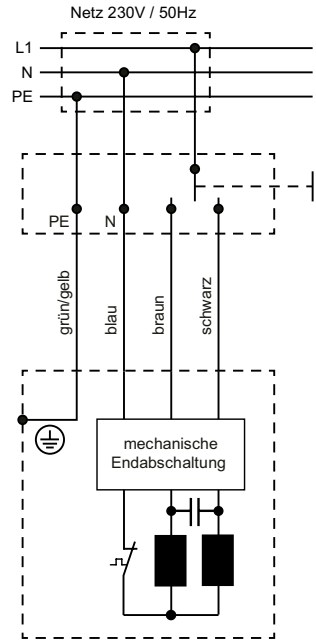 Netz 230V / 50Hz
L1
N
PE
PE
N
grün/gelb
blau
braun
schwarz
mechanische
Endabschaltung